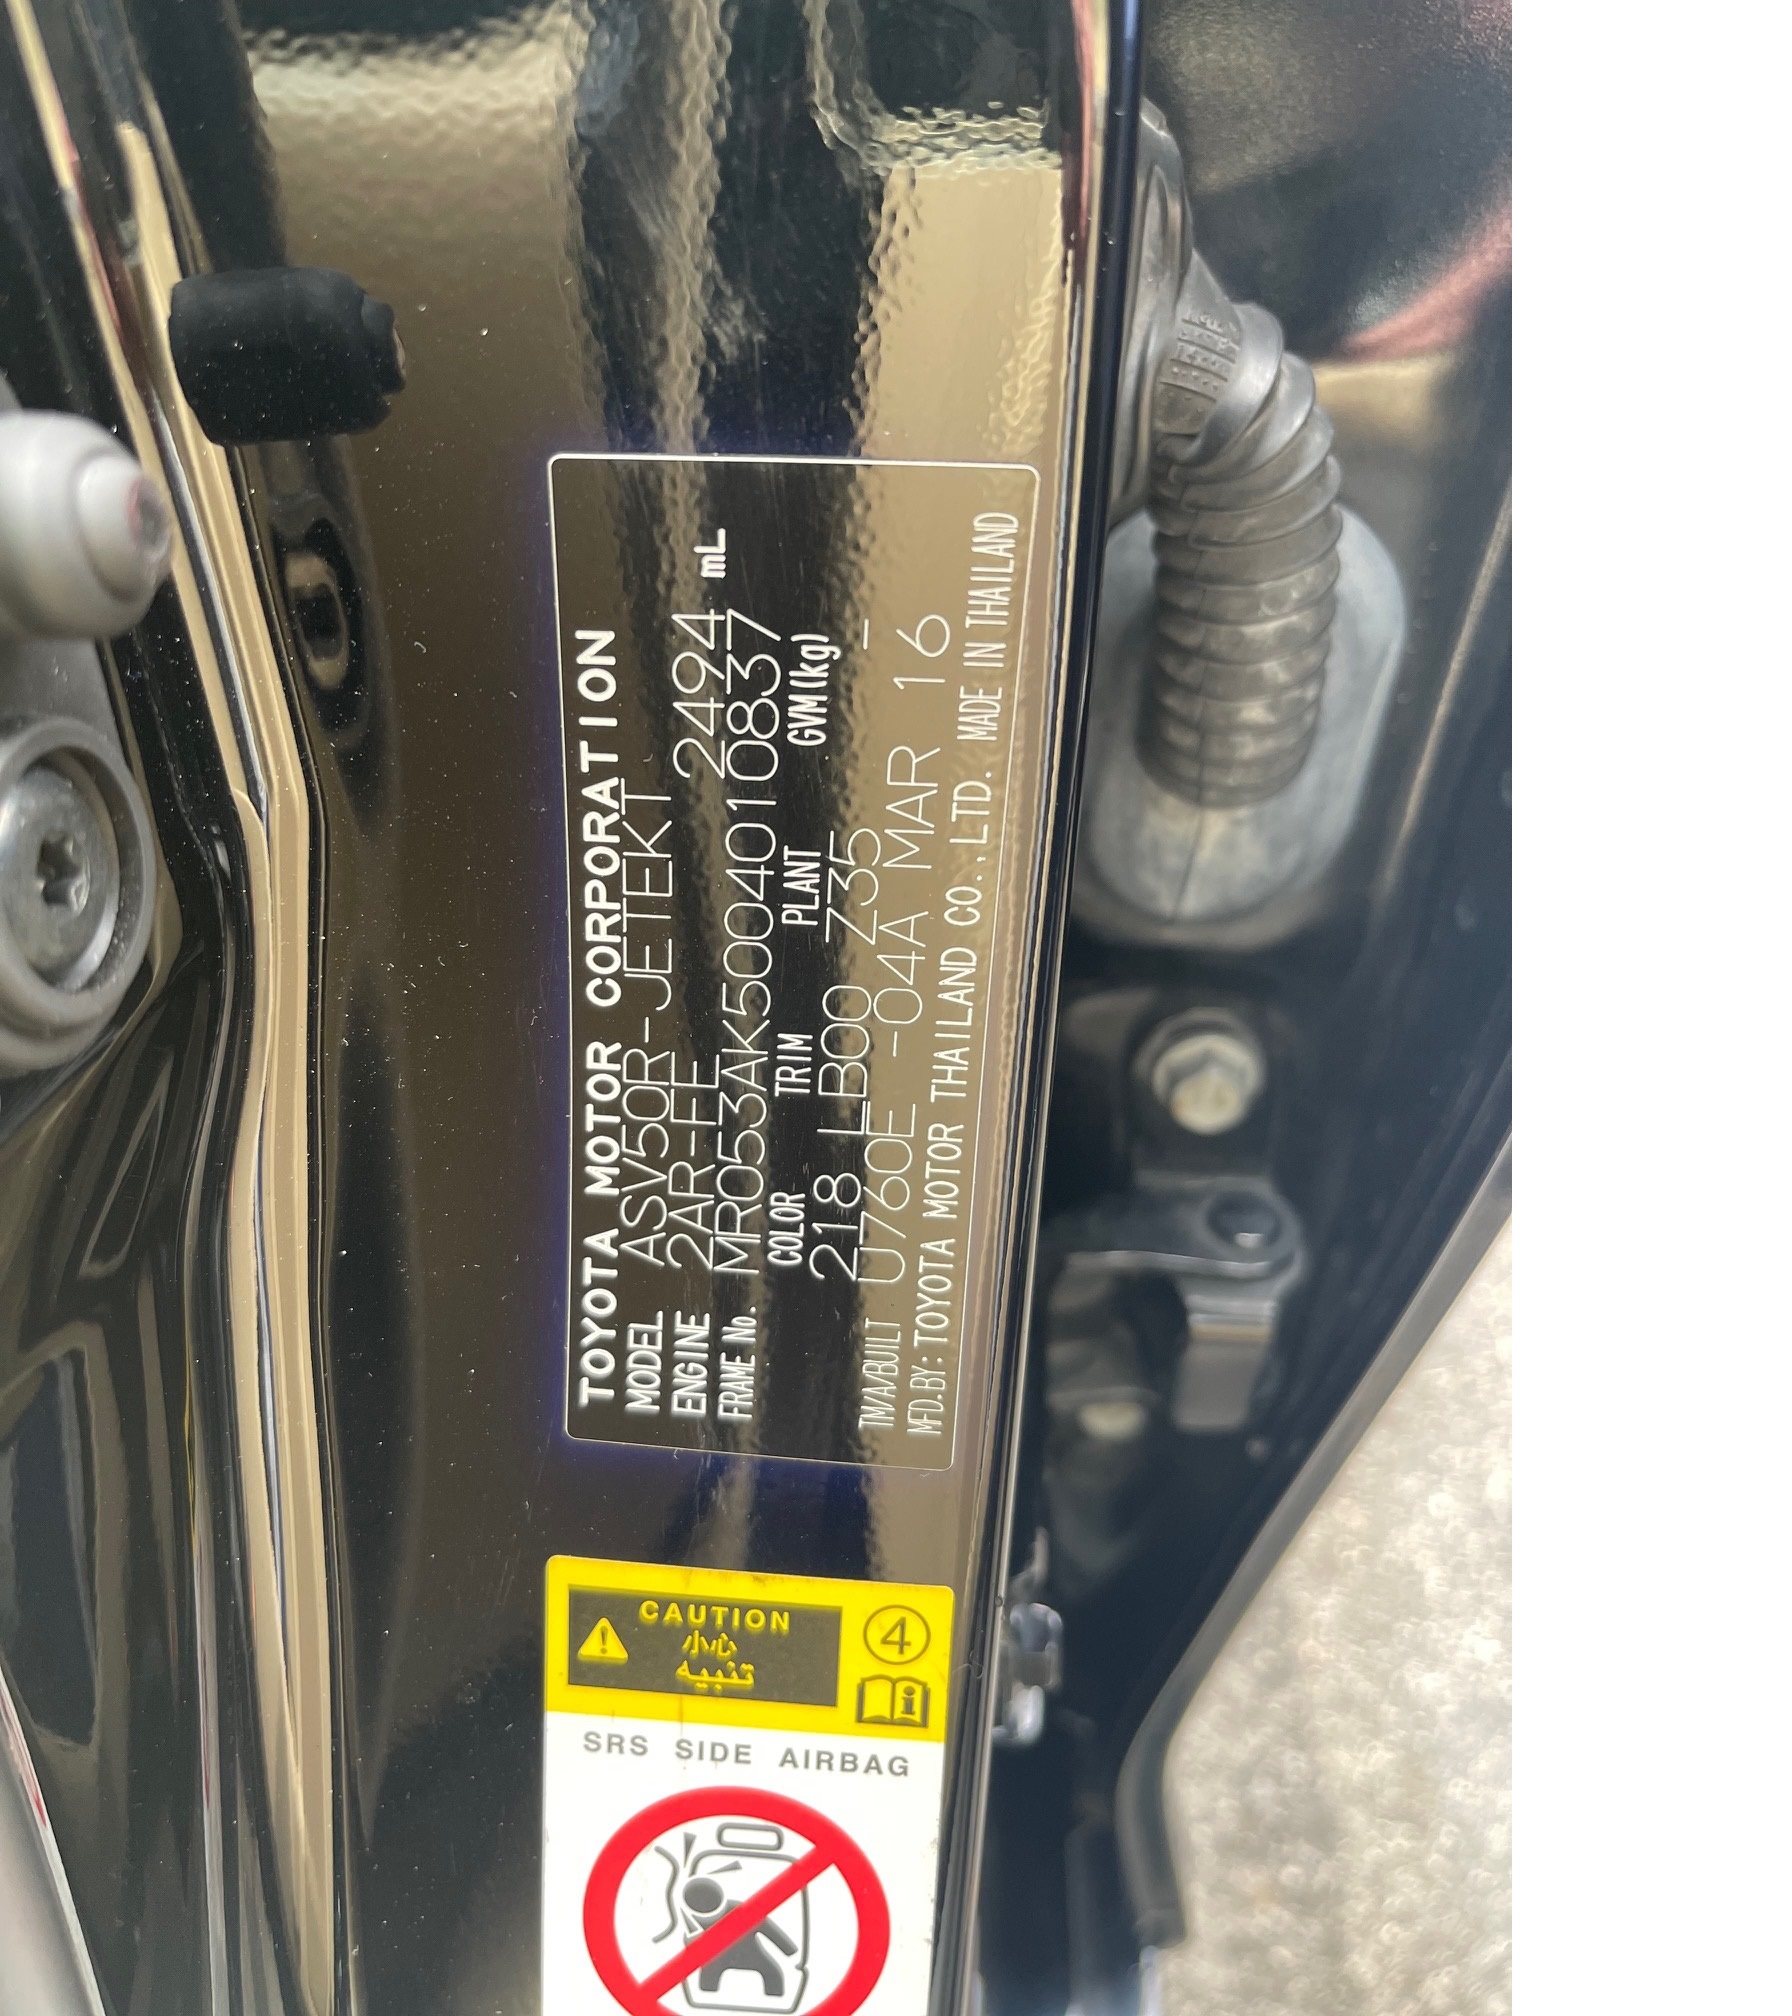 TOYOTA MOTOR CORPORATION
MODEL ASV50R-JETEKT
ENGINE 2AR-FE 2494 mL
FRAME No. MR053AK5004010837
COLOR TRIM PLANT GVM(kg)
218 LB00 Z35 -
TM/A/BUILT U760E -04A MAR 16
MFD.BY: TOYOTA MOTOR THAILAND CO.,LTD. MADE IN THAILAND
CAUTION
小心
تنبيه
4
SRS SIDE AIRBAG